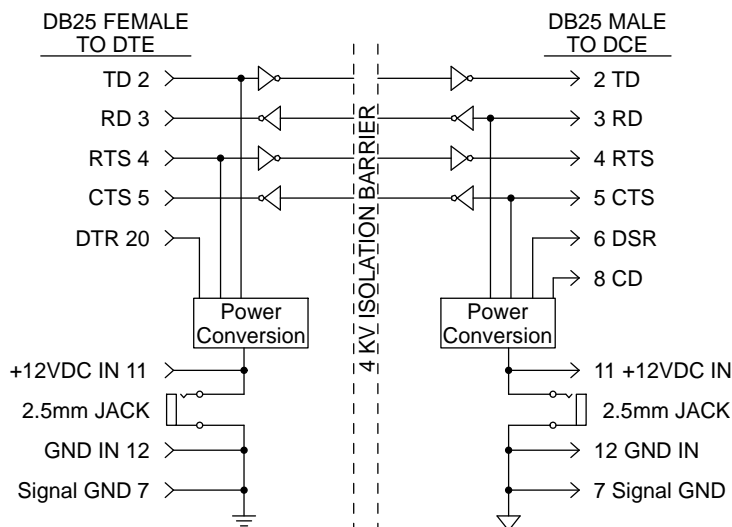 DB25 FEMALE
TO DTE
DB25 MALE
TO DCE
TD 2
2 TD
RD 3
3 RD
RTS 4
4 RTS
CTS 5
5 CTS
DTR 20
6 DSR
8 CD
4 KV ISOLATION BARRIER
Power
Conversion
Power
Conversion
+12VDC IN 11
11 +12VDC IN
2.5mm JACK
2.5mm JACK
GND IN 12
12 GND IN
Signal GND 7
7 Signal GND